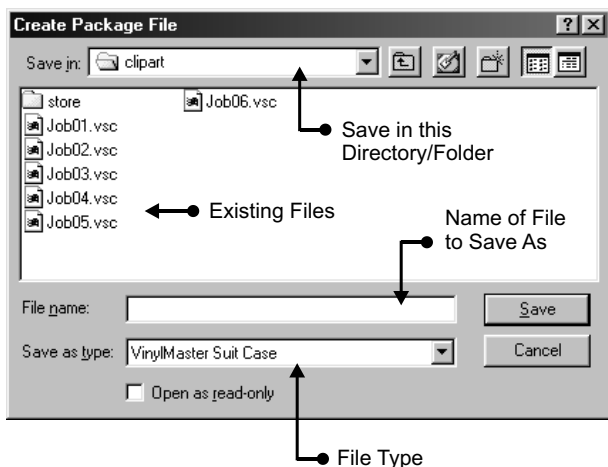 Create Package File
Save in: clipart
store Job06.vsc
Job01.vsc
Job02.vsc
Job03.vsc
Job04.vsc
Job05.vsc
Save in this
Directory/Folder
Existing Files
Name of File
to Save As
File name:
Save
Save as type: VinylMaster Suit Case
Cancel
Open as read-only
File Type